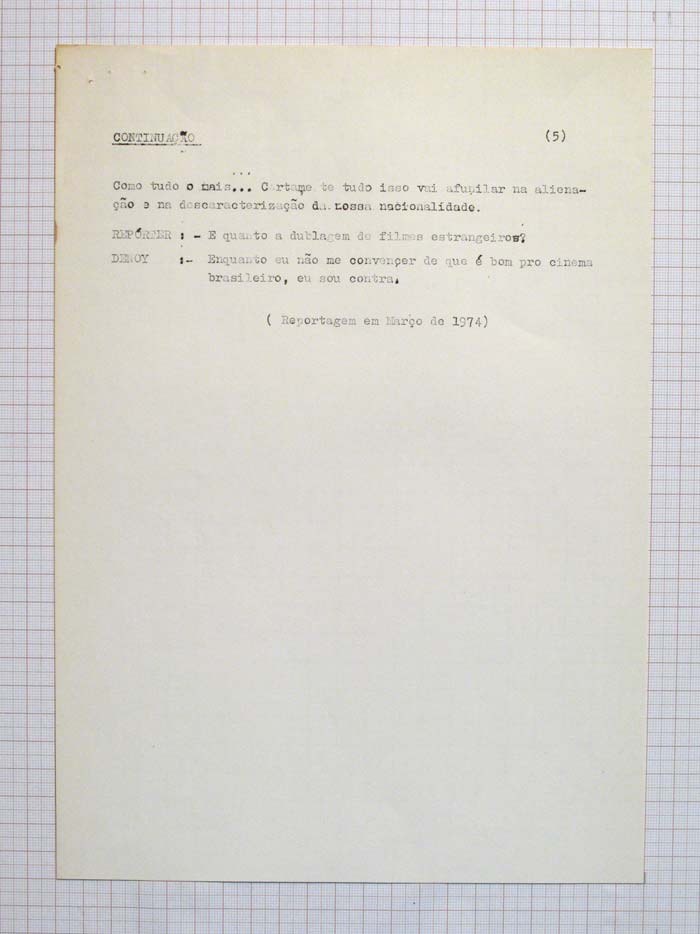 CONTINUAÇÃO (5)
Como tudo o mais... Certamente tudo isso vai afunilar na aliena-
ção e na descaracterização da nossa nacionalidade.
REPÓRTER : - E quanto a dublagem de filmes estrangeiros?
DENOY :- Enquanto eu não me convençer de que é bom pro cinema
brasileiro, eu sou contra.
( Reportagem em Março de 1974)